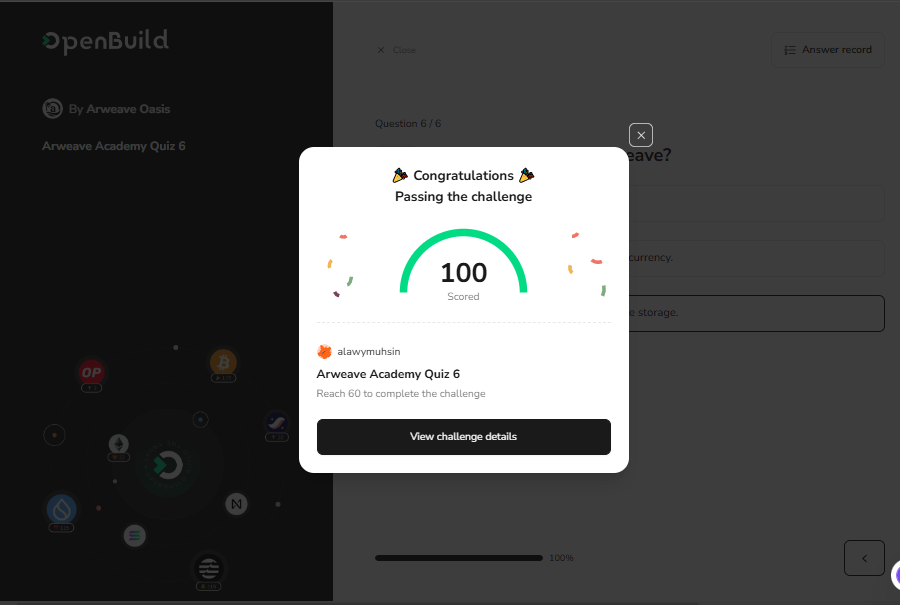 OpenBuild
By Arweave Oasis
Arweave Academy Quiz 6
Close
Answer record
Question 6 / 6
eave?
currency.
e storage.
Congratulations
Passing the challenge
100
Scored
alawymuhsin
Arweave Academy Quiz 6
Reach 60 to complete the challenge
View challenge details
OP
100%